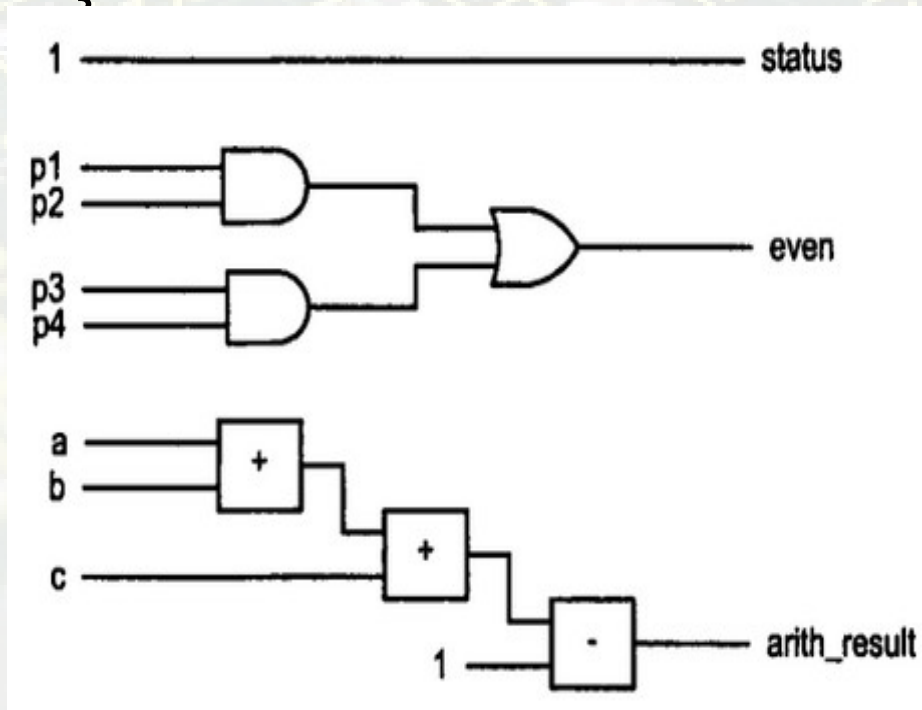 1 status
p1
p2
even
p3
p4
a
+
b
+
c
-
1
arith_result